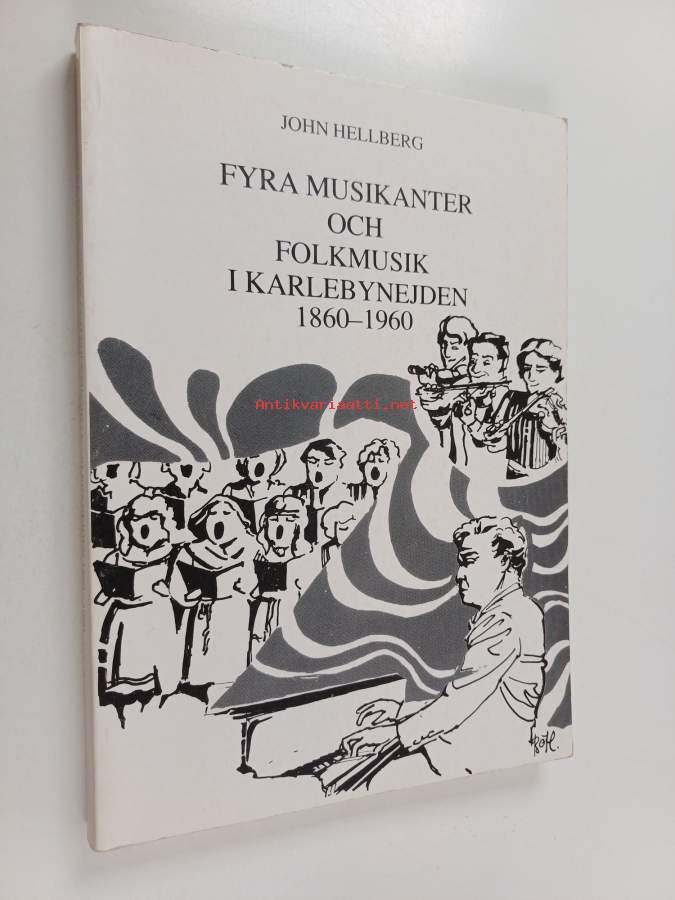 JOHN HELLBERG
FYRA MUSIKANTER
OCH
FOLKMUSIK
I KARLEBYNEJDEN
1860–1960
Antikvariaatti.net